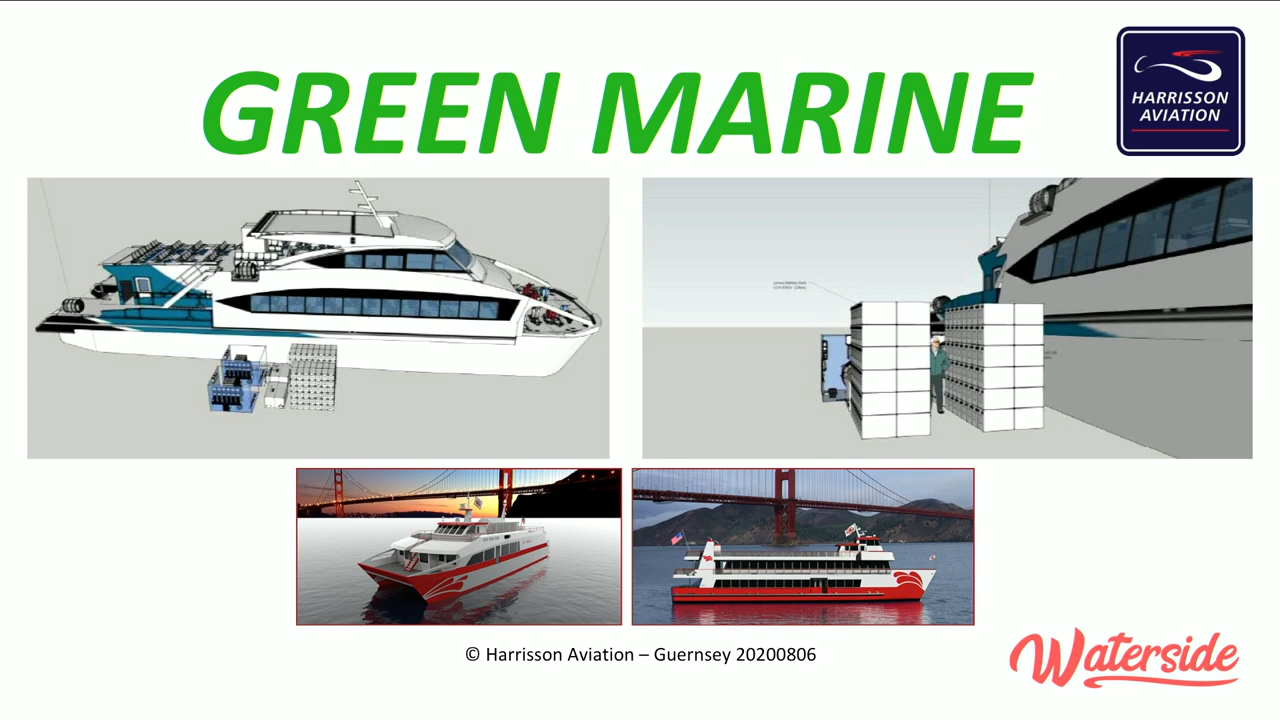 GREEN MARINE
HARRISSON
AVIATION
© Harrisson Aviation – Guernsey 20200806
Waterside